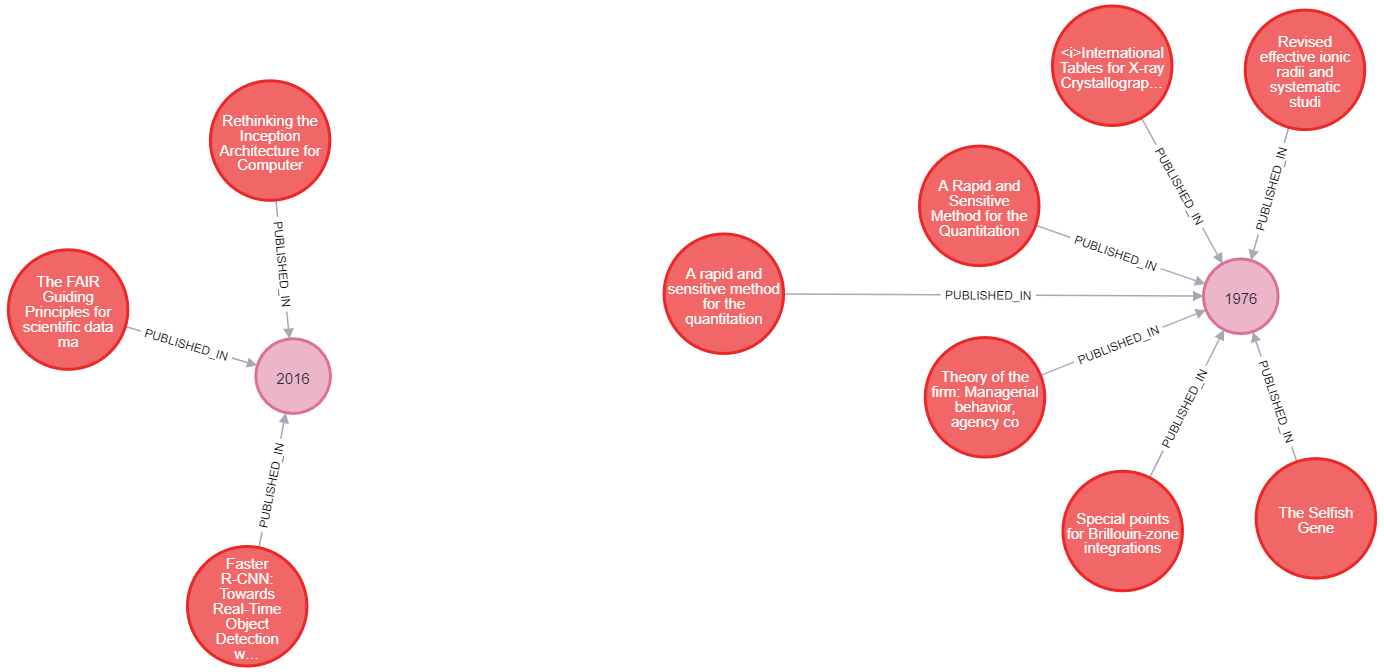 Rethinking the
Inception
Architecture for
Computer
PUBLISHED_IN
The FAIR
Guiding
Principles for
scientific data
ma
PUBLISHED_IN
2016
PUBLISHED_IN
Faster
R-CNN:
Towards
Real-Time
Object
Detection
w...
<i>International
Tables for X-ray
Crystallograp...
PUBLISHED_IN
Revised
effective ionic
radii and
systematic
studi
PUBLISHED_IN
A Rapid and
Sensitive
Method for the
Quantitation
PUBLISHED_IN
A rapid and
sensitive method
for the
quantitation
PUBLISHED_IN
1976
Theory of the
firm: Managerial
behavior,
agency co
PUBLISHED_IN
PUBLISHED_IN
Special points
for Brillouin-zone
integrations
PUBLISHED_IN
The Selfish
Gene